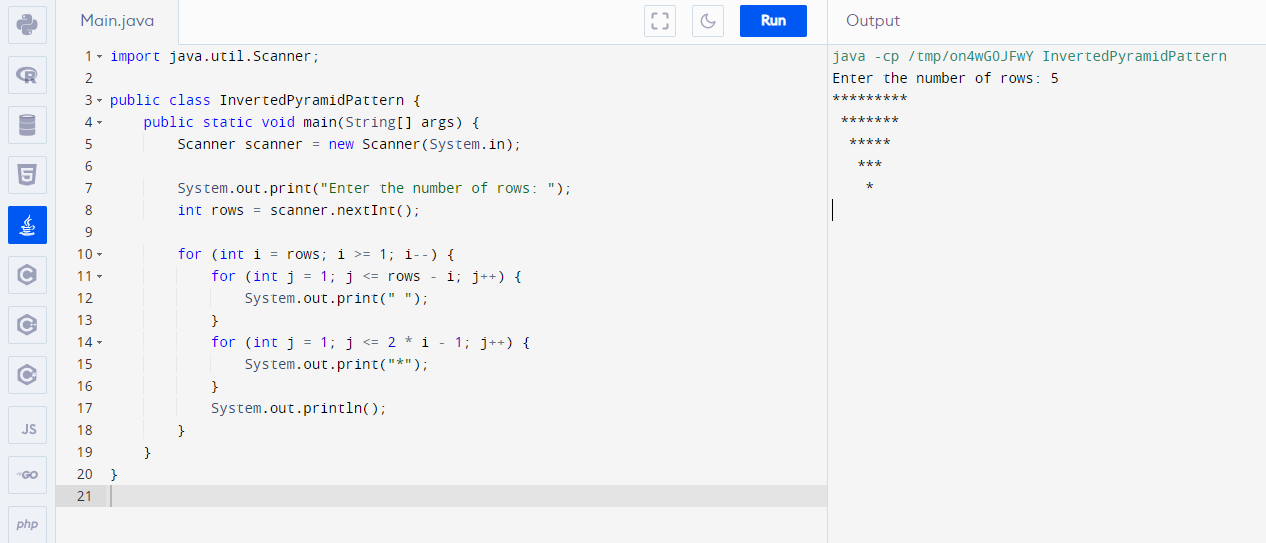 Main.java
Run
Output
1 import java.util.Scanner;
2
3 public class InvertedPyramidPattern {
4     public static void main(String[] args) {
5         Scanner scanner = new Scanner(System.in);
6
7         System.out.print("Enter the number of rows: ");
8         int rows = scanner.nextInt();
9
10         for (int i = rows; i >= 1; i--) {
11             for (int j = 1; j <= rows - i; j++) {
12                 System.out.print(" ");
13             }
14             for (int j = 1; j <= 2 * i - 1; j++) {
15                 System.out.print("*");
16             }
17             System.out.println();
18         }
19     }
20 }
21
java -cp /tmp/on4wGOJFwY InvertedPyramidPattern
Enter the number of rows: 5
*********
 *******
  *****
   ***
    *
R
5
C
C
C
JS
GO
php